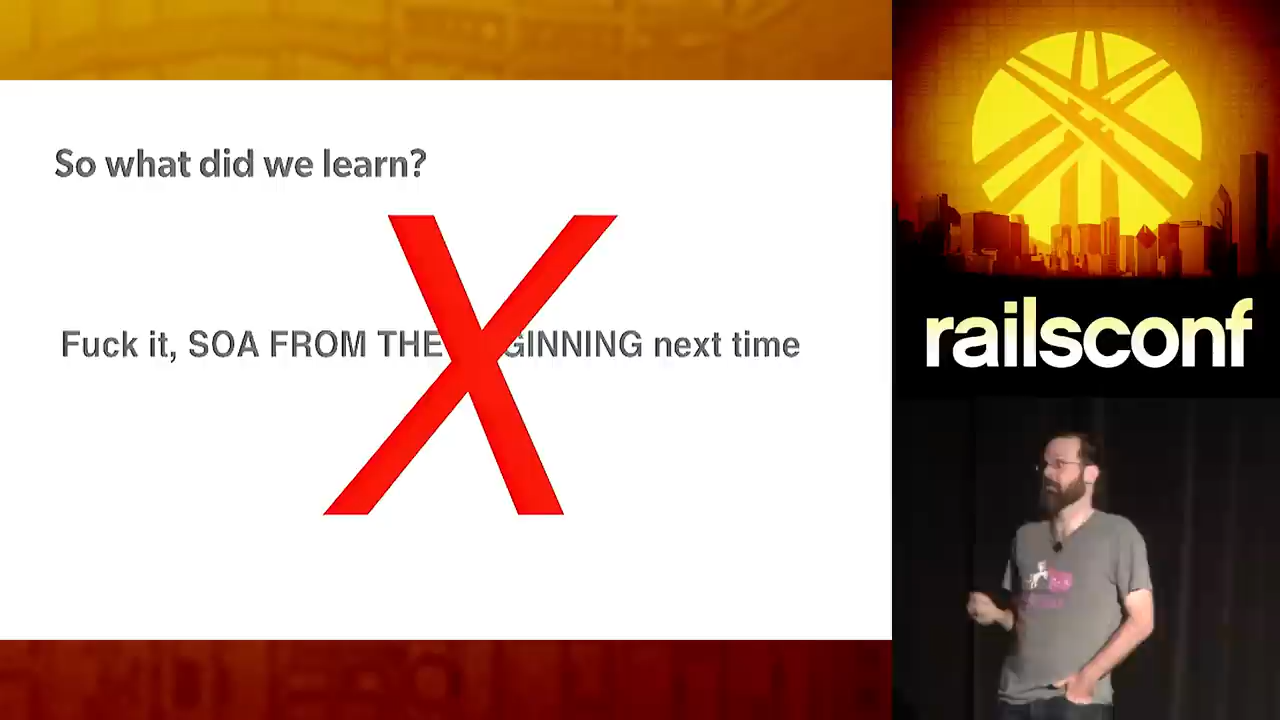 So what did we learn?
Fuck it, SOA FROM THE GINNING next time
railsconf